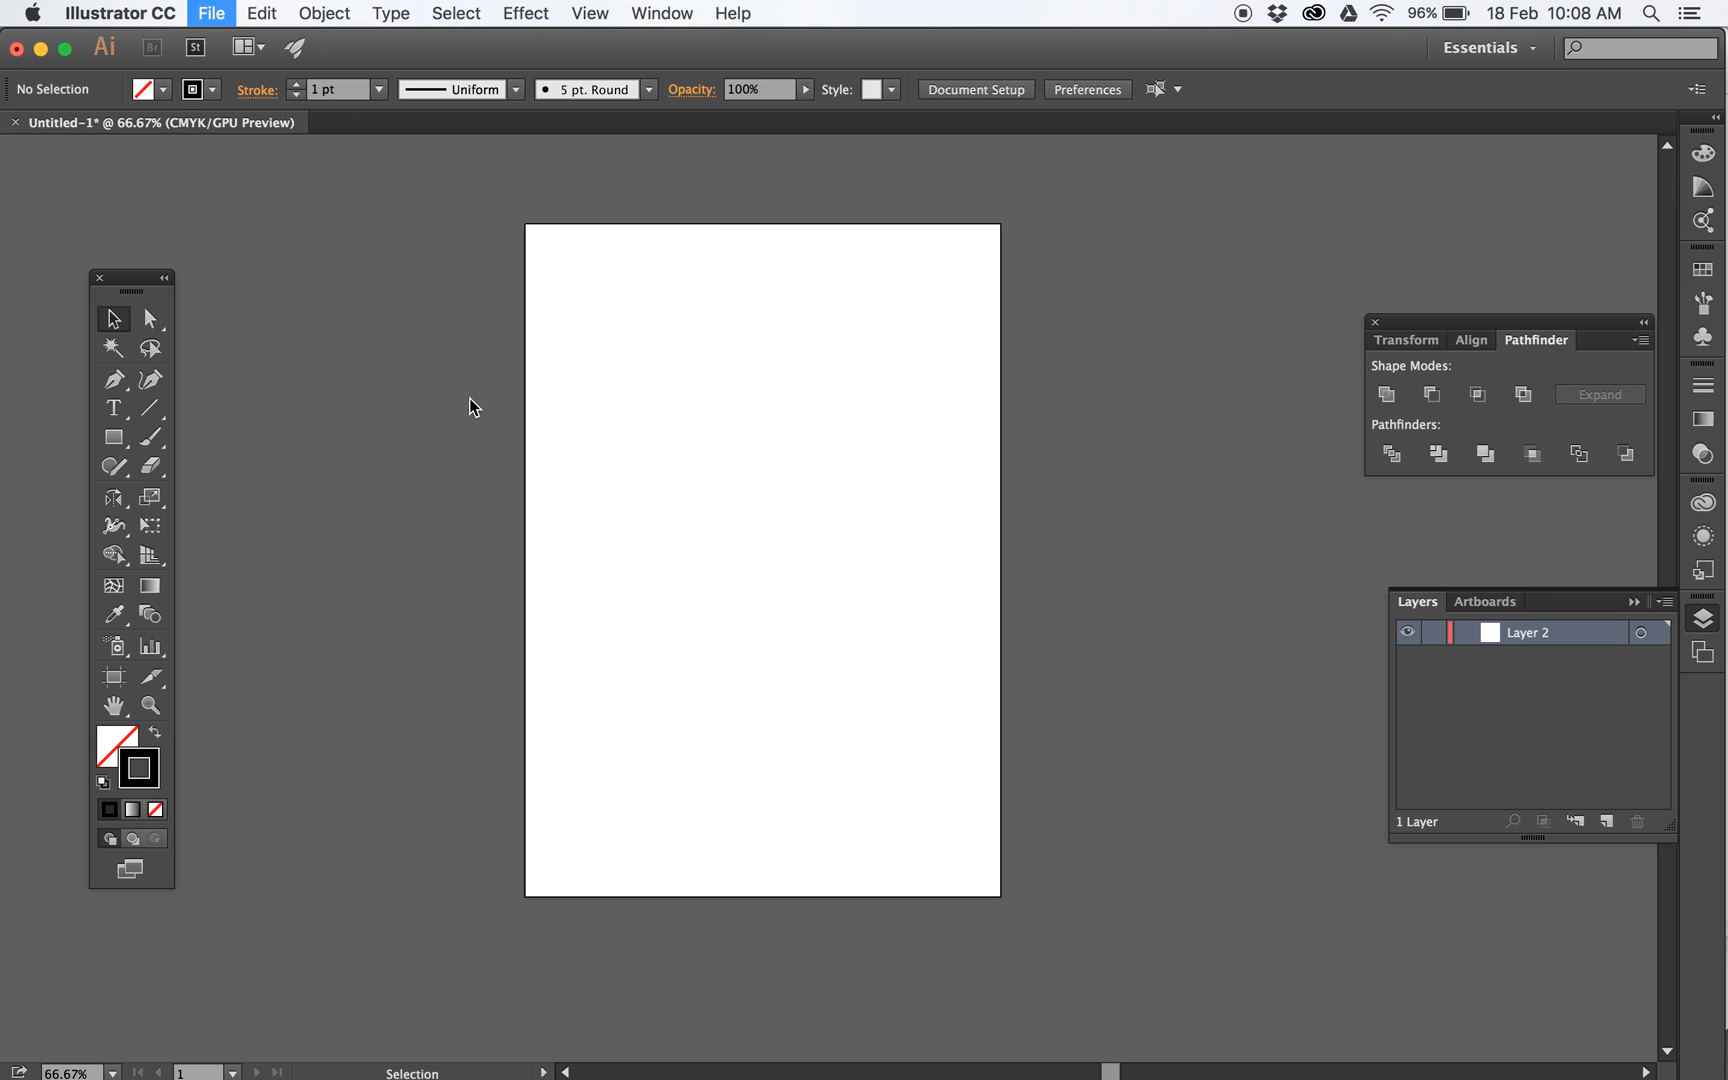 Illustrator CC File Edit Object Type Select Effect View Window Help 96% 18 Feb 10:08 AM
Ai Br St Essentials
No Selection Stroke: 1 pt Uniform 5 pt. Round Opacity: 100% Style: Document Setup Preferences
× Untitled-1* @ 66.67% (CMYK/GPU Preview)
Transform Align Pathfinder
Shape Modes:
Expand
Pathfinders:
Layers Artboards
Layer 2
1 Layer
66.67% 1 Selection